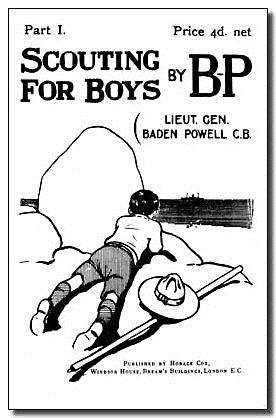 Part I.
Price 4d. net
SCOUTING
FOR BOYS
BY B-P
LIEUT. GEN.
BADEN POWELL C.B.
PUBLISHED BY HORACE COX,
WINDSOR HOUSE, BREAM'S BUILDINGS, LONDON E.C.